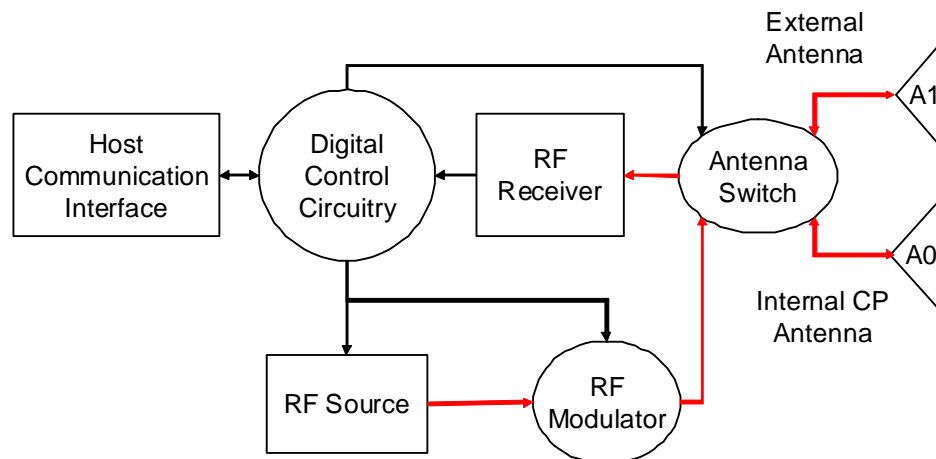 External
Antenna
A1
Host
Communication
Interface
Digital
Control
Circuitry
RF
Receiver
Antenna
Switch
A0
Internal CP
Antenna
RF Source
RF
Modulator